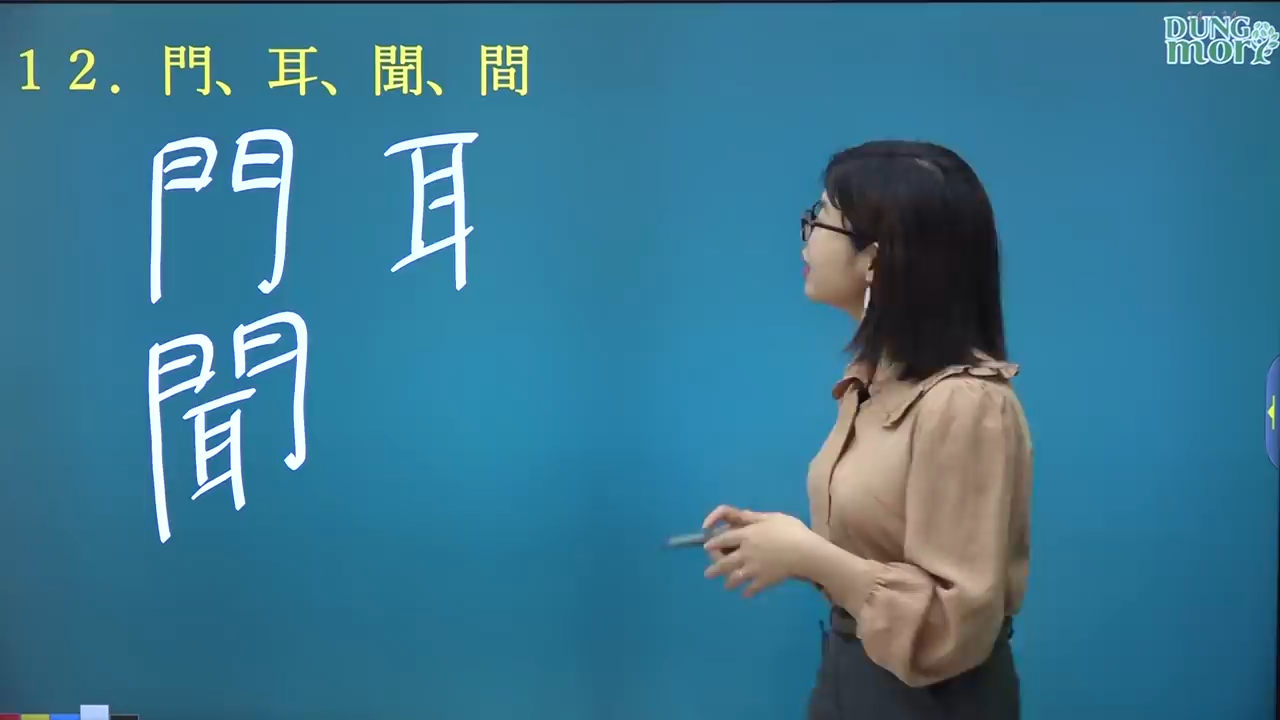 12. 門、耳、聞、間
DUNG
mori
門 耳
聞